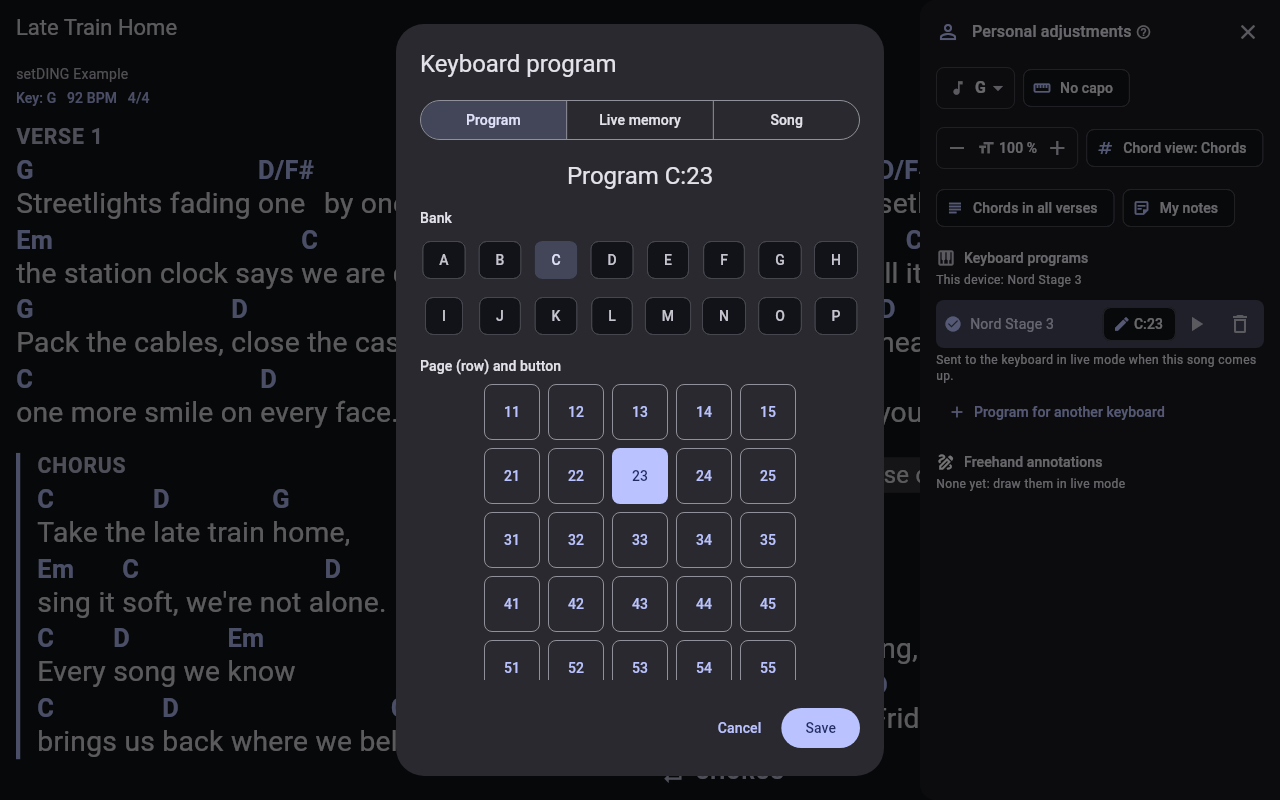 Late Train Home
setDING Example
Key: G 92 BPM 4/4
VERSE 1
G D/F#
Streetlights fading one by one
Em C
the station clock says we are
G D
Pack the cables, close the cas
C D
one more smile on every face.
CHORUS
C D G
Take the late train home,
Em C D
sing it soft, we're not alone.
C D Em
Every song we know
C D
brings us back where we bel
Keyboard program
Program Live memory Song
Program C:23
Bank
A B C D E F G H
I J K L M N O P
Page (row) and button
11 12 13 14 15
21 22 23 24 25
31 32 33 34 35
41 42 43 44 45
51 52 53 54 55
Cancel Save
D/F
C
ll it
D
you
ng,
Frid
CHORUS
Personal adjustments
G No capo
100 % Chord view: Chords
Chords in all verses My notes
Keyboard programs
This device: Nord Stage 3
Nord Stage 3 C:23
Sent to the keyboard in live mode when this song comes
up.
Program for another keyboard
Freehand annotations
None yet: draw them in live mode